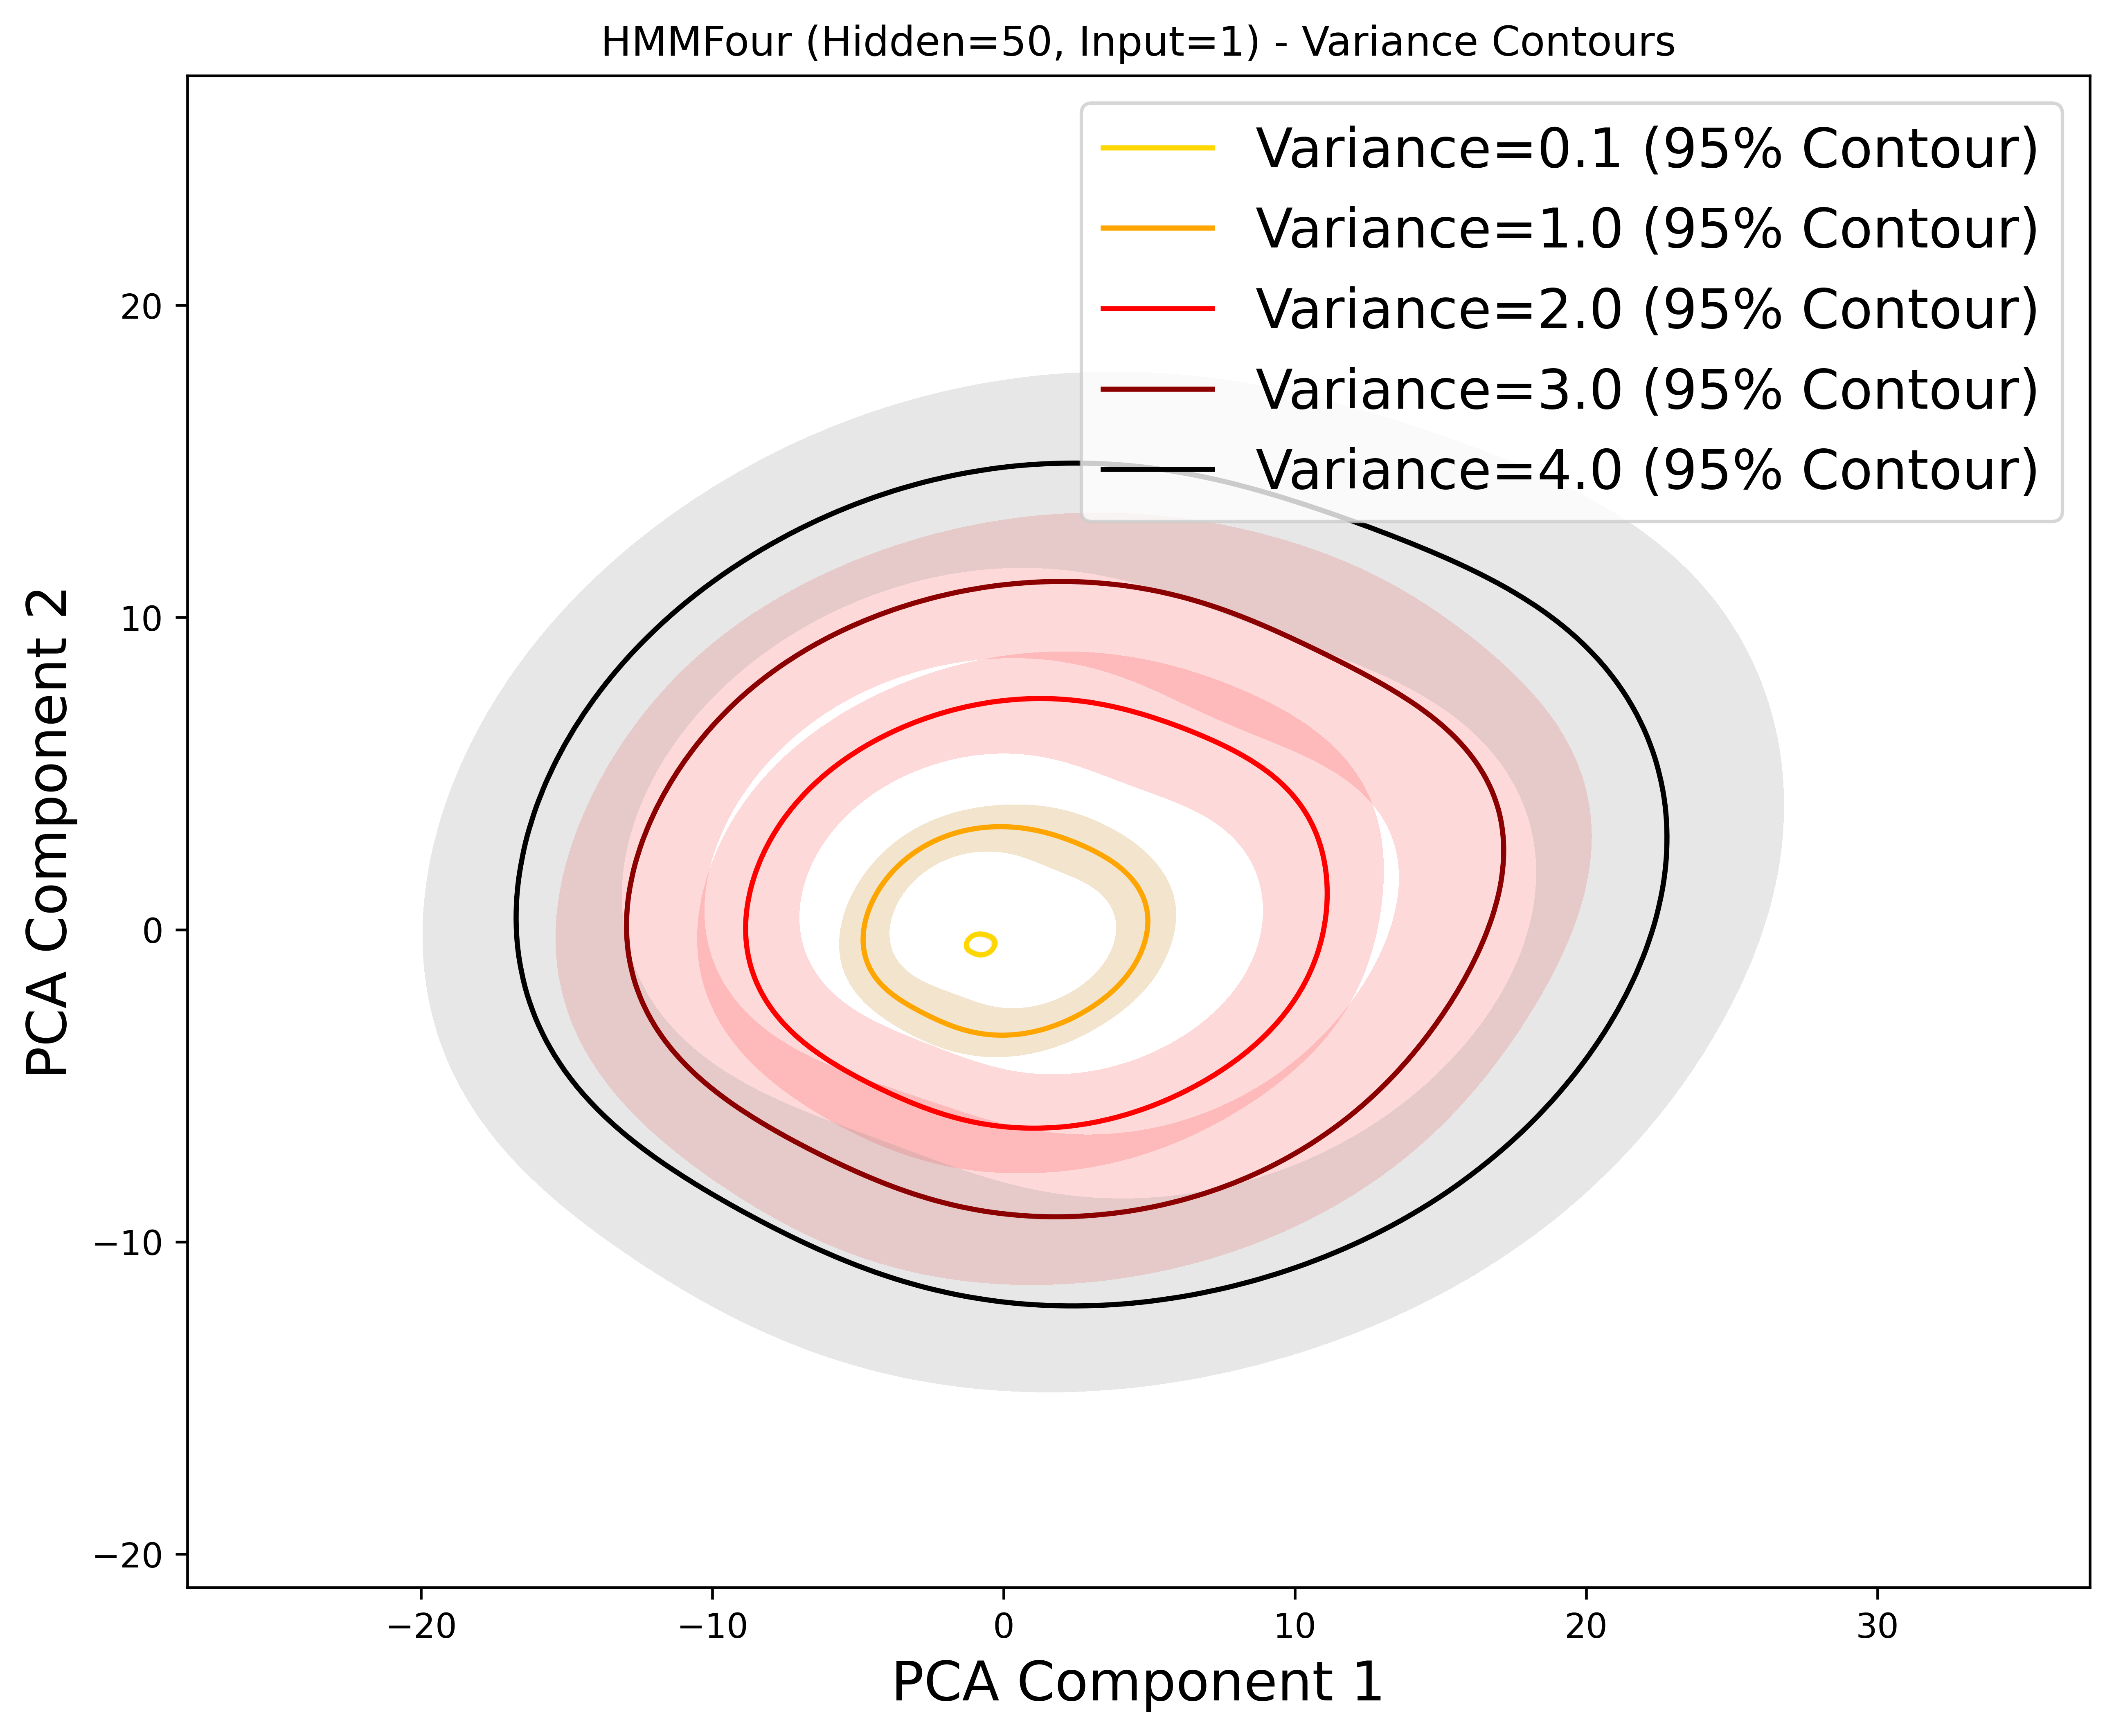 HMMFour (Hidden=50, Input=1) - Variance Contours
Variance=0.1 (95% Contour)
Variance=1.0 (95% Contour)
Variance=2.0 (95% Contour)
Variance=3.0 (95% Contour)
Variance=4.0 (95% Contour)
PCA Component 2
20
10
0
−10
−20
−20
−10
0
10
20
30
PCA Component 1